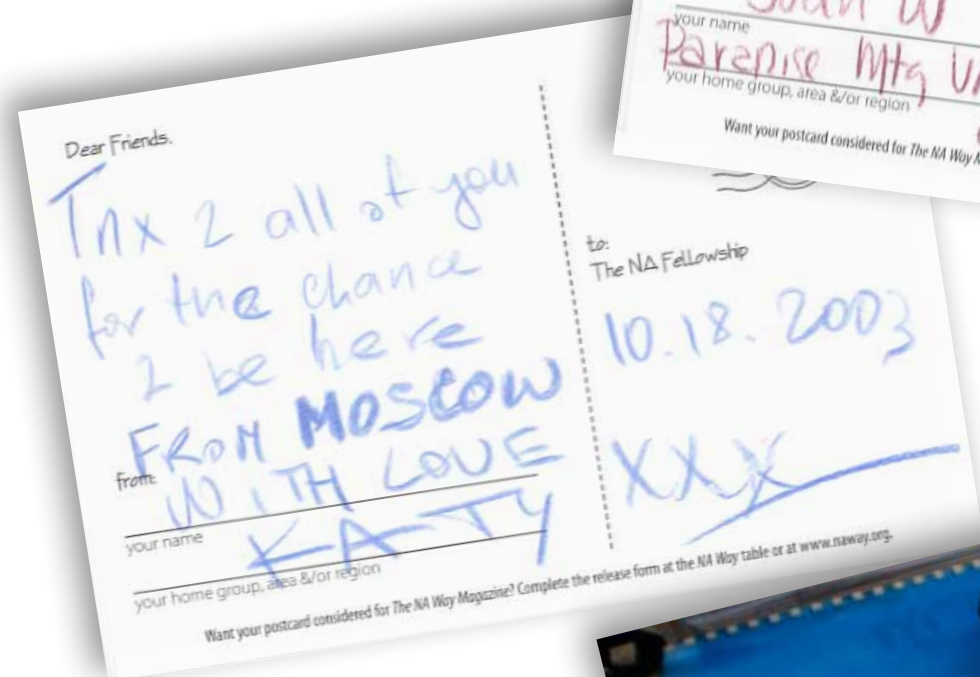 your name
Paradise Mtg
your home group, area &/or region
Want your postcard considered for The NA Way
Dear Friends.
Tnx 2 all of you
for the chance
2 be here
FROM MOSCOW
from:
WITH LOVE
your name
KATY
your home group, area &/or region
to:
The NA Fellowship
10.18.2003
XXX
Want your postcard considered for The NA Way Magazine? Complete the release form at the NA Way table or at www.naway.org.